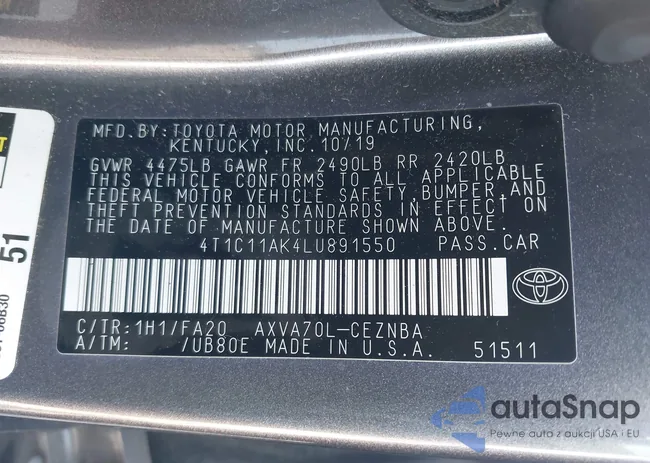 MFD.BY:TOYOTA MOTOR MANUFACTURING,
KENTUCKY, INC. 10/19
GVWR 4475LB GAWR FR 2490LB RR 2420LB
THIS VEHICLE CONFORMS TO ALL APPLICABLE
FEDERAL MOTOR VEHICLE SAFETY, BUMPER, AND
THEFT PREVENTION STANDARDS IN EFFECT ON
THE DATE OF MANUFACTURE SHOWN ABOVE.
4T1C11AK4LU891550 PASS.CAR
C/TR:1H1/FA20 AXVA70L-CEZNBA
A/TM: /UB80E MADE IN U.S.A. 51511
51
autaSnap
Pewne auta z aukcji USA i EU